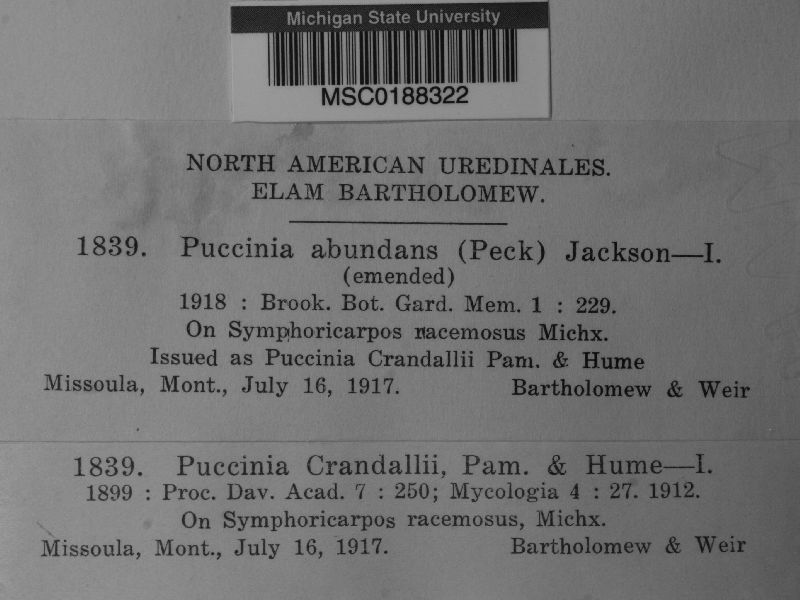 Michigan State University
MSC0188322
NORTH AMERICAN UREDINALES.
ELAM BARTHOLOMEW.
1839. Puccinia abundans (Peck) Jackson—I.
(emended)
1918 : Brook. Bot. Gard. Mem. 1 : 229.
On Symphoricarpos racemosus Michx.
Issued as Puccinia Crandallii Pam. & Hume
Missoula, Mont., July 16, 1917. Bartholomew & Weir
1839. Puccinia Crandallii, Pam. & Hume—I.
1899 : Proc. Dav. Acad. 7 : 250; Mycologia 4 : 27. 1912.
On Symphoricarpos racemosus, Michx.
Missoula, Mont., July 16, 1917. Bartholomew & Weir